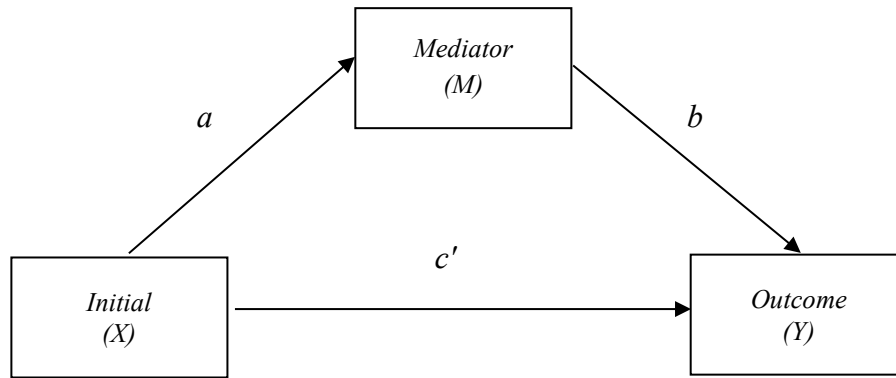 Mediator
(M)
a
b
c'
Initial
(X)
Outcome
(Y)